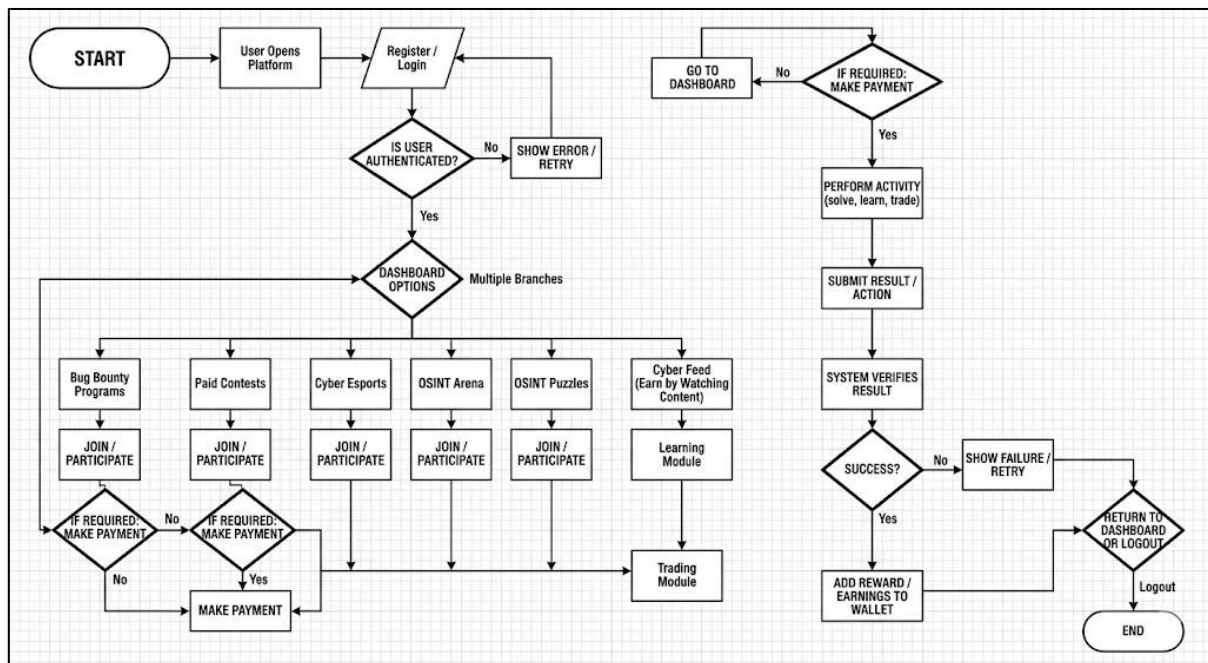 START
User Opens
Platform
Register /
Login
IS USER
AUTHENTICATED?
No
SHOW ERROR /
RETRY
Yes
DASHBOARD
OPTIONS
Multiple Branches
Bug Bounty
Programs
Paid Contests
Cyber Esports
OSINT Arena
OSINT Puzzles
Cyber Feed
(Earn by Watching
Content)
JOIN /
PARTICIPATE
JOIN /
PARTICIPATE
JOIN /
PARTICIPATE
JOIN /
PARTICIPATE
JOIN /
PARTICIPATE
Learning
Module
IF REQUIRED:
MAKE PAYMENT
No
IF REQUIRED:
MAKE PAYMENT
No
Yes
MAKE PAYMENT
Trading
Module
GO TO
DASHBOARD
No
IF REQUIRED:
MAKE PAYMENT
Yes
PERFORM ACTIVITY
(solve, learn, trade)
SUBMIT RESULT /
ACTION
SYSTEM VERIFIES
RESULT
SUCCESS?
No
SHOW FAILURE /
RETRY
Yes
RETURN TO
DASHBOARD
OR LOGOUT
ADD REWARD /
EARNINGS TO
WALLET
Logout
END